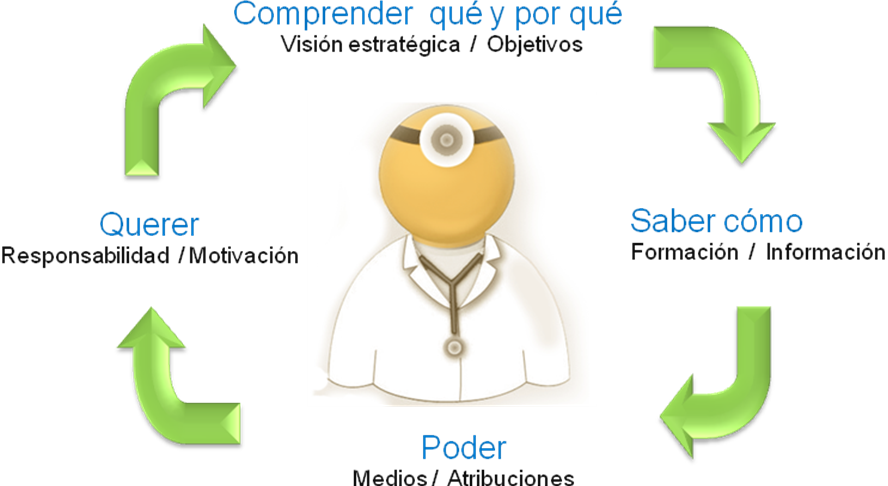 Comprender qué y por qué
Visión estratégica / Objetivos
Querer
Responsabilidad / Motivación
Saber cómo
Formación / Información
Poder
Medios / Atribuciones